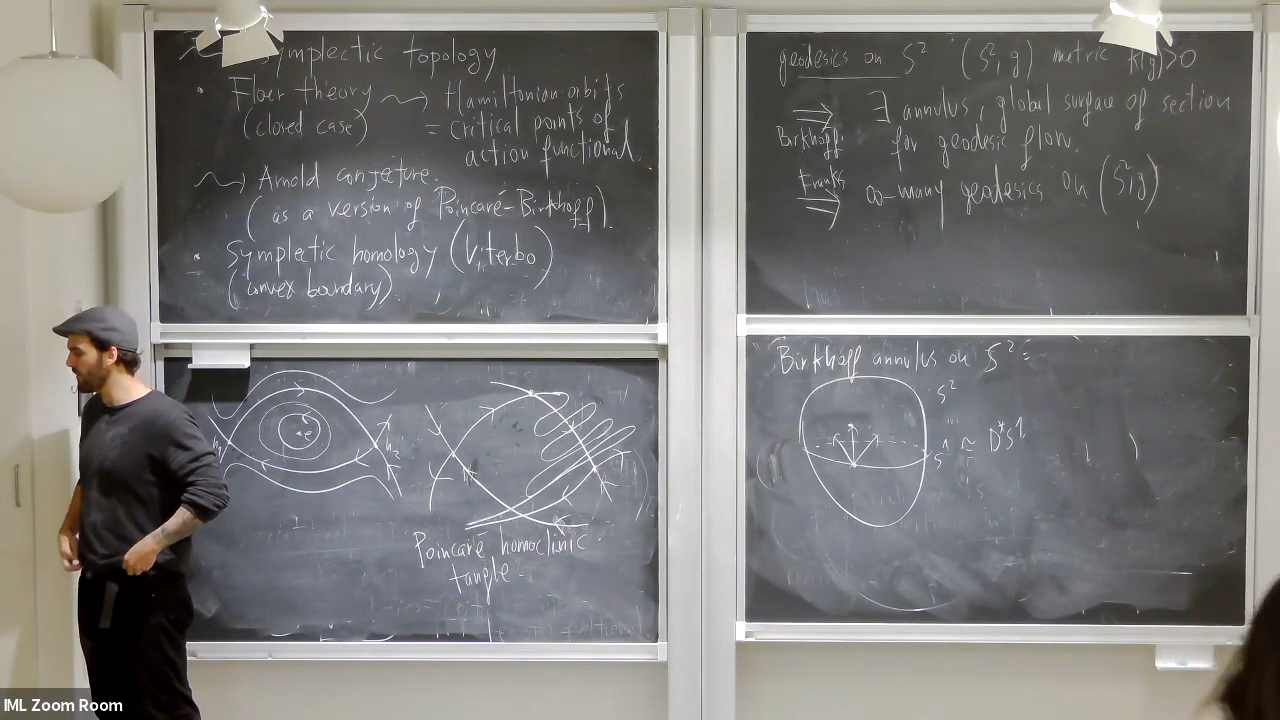 symplectic topology
• Floer theory ⇝ Hamiltonian orbits
(closed case) = critical points of
action functional.
⇝ Arnold conjecture.
(as a version of Poincaré-Birkhoff).
• Symplectic homology (Viterbo)
(convex boundary)
Poincaré homoclinic
tangle.
geodesics on S² (S², g) metric K(g)>0
⇒ ∃ annulus, global surface of section
Birkhoff for geodesic flow.
Franks
⇒ ∞-many geodesics on (S², g)
Birkhoff annulus on S² =
S²
S¹ ≅ D*S¹
IML Zoom Room